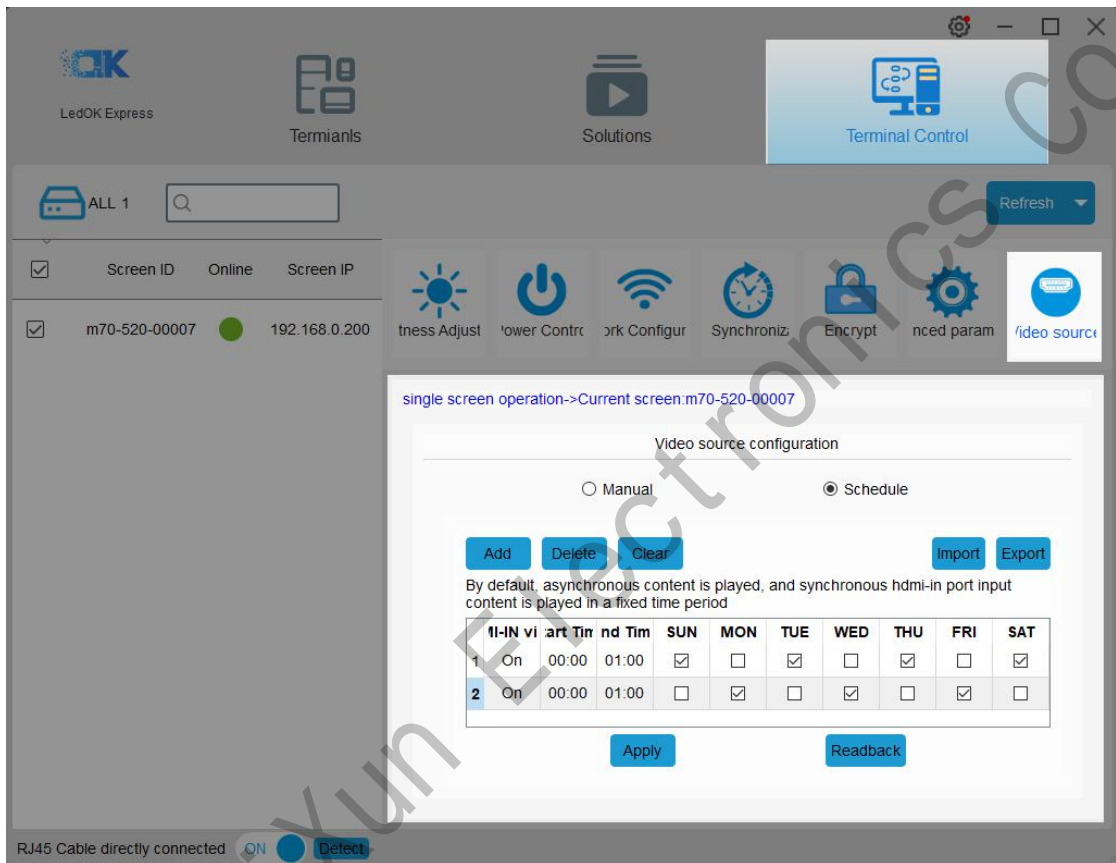 LedOK Express
Termianls
Solutions
Terminal Control
ALL 1
Refresh
Screen ID Online Screen IP
m70-520-00007 192.168.0.200
tness Adjust
ower Contro
ork Configur
Synchroniz
Encrypt
nced param
ideo source
single screen operation->Current screen:m70-520-00007
Video source configuration
Manual Schedule
Add Delete Clear Import Export
By default, asynchronous content is played, and synchronous hdmi-in port input
content is played in a fixed time period
MI-IN vi tart Tim nd Tim SUN MON TUE WED THU FRI SAT
1 On 00:00 01:00
2 On 00:00 01:00
Apply Readback
RJ45 Cable directly connected ON Detect
Xun Electronics Co